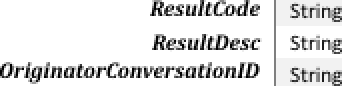 ResultCode String
ResultDesc String
OriginatorConversationID String